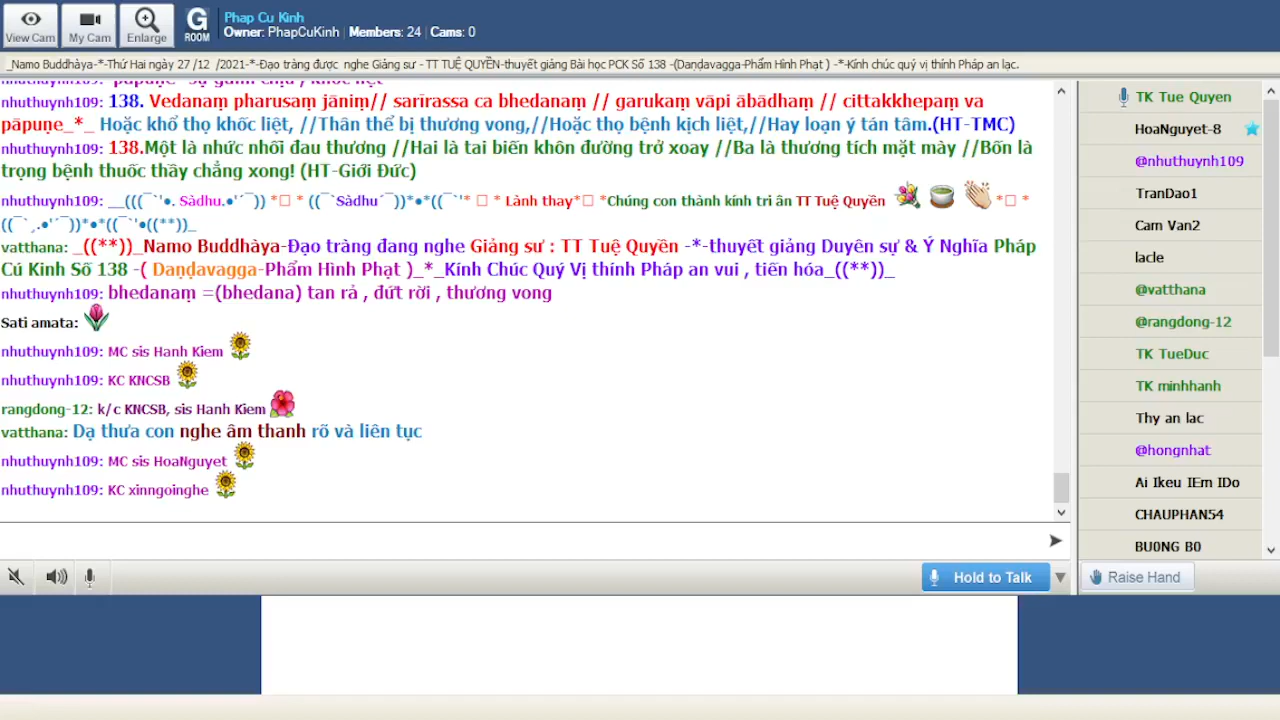 View Cam
My Cam
Enlarge
G
ROOM
Phap Cu Kinh
Owner: PhapCuKinh | Members: 24 | Cams: 0
_Namo Buddhàya-*-Thứ Hai ngày 27 /12 /2021-*-Đạo tràng được nghe Giảng sư - TT TUỆ QUYỀN-thuyết giảng Bài học PCK Số 138 -(Daṇḍavagga-Phẩm Hình Phạt ) -*-Kính chúc quý vị thính Pháp an lạc.
nhuthuynh109: 138. Vedanaṃ pharusaṃ jāniṃ// sarīrassa ca bhedanaṃ // garukaṃ vāpi ābādhaṃ // cittakkhepaṃ va
pāpuṇe_*_ Hoặc khổ thọ khốc liệt, //Thân thể bị thương vong,//Hoặc thọ bệnh kịch liệt,//Hay loạn ý tán tâm.(HT-TMC)
nhuthuynh109: 138.Một là nhức nhối đau thương //Hai là tai biến khôn đường trở xoay //Ba là thương tích mặt mày //Bốn là
trọng bệnh thuốc thầy chẳng xong! (HT-Giới Đức)
nhuthuynh109: __(((¯`'•. Sàdhu.•'´¯)) *□ * ((¯`Sàdhu´¯))*•*((¯`'* □ * Lành thay*□ *Chúng con thành kính tri ân TT Tuệ Quyền *□ *
((¯`¸.•'´¯))*•*((¯`'•((**))_
vatthana: _((**))_Namo Buddhàya-Đạo tràng đang nghe Giảng sư : TT Tuệ Quyền -*-thuyết giảng Duyên sự & Ý Nghĩa Pháp
Cú Kinh Số 138 -( Daṇḍavagga-Phẩm Hình Phạt )_*_Kính Chúc Quý Vị thính Pháp an vui , tiến hóa_((**))_
nhuthuynh109: bhedanaṃ =(bhedana) tan rả , đứt rời , thương vong
Sati amata:
nhuthuynh109: MC sis Hanh Kiem
nhuthuynh109: KC KNCSB
rangdong-12: k/c KNCSB, sis Hanh Kiem
vatthana: Dạ thưa con nghe âm thanh rõ và liên tục
nhuthuynh109: MC sis HoaNguyet
nhuthuynh109: KC xinngoinghe
Hold to Talk
TK Tue Quyen
HoaNguyet-8
@nhuthuynh109
TranDao1
Cam Van2
lacle
@vatthana
@rangdong-12
TK TueDuc
TK minhhanh
Thy an lac
@hongnhat
Ai Ikeu IEm IDo
CHAUPHAN54
BU0NG B0
Raise Hand